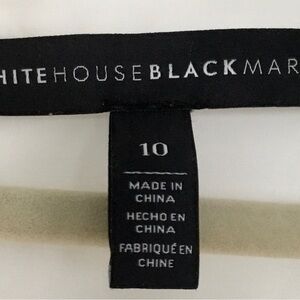 HITEHOUSEBLACKMAR
10
MADE IN
CHINA
HECHO EN
CHINA
FABRIQUÉ EN
CHINE